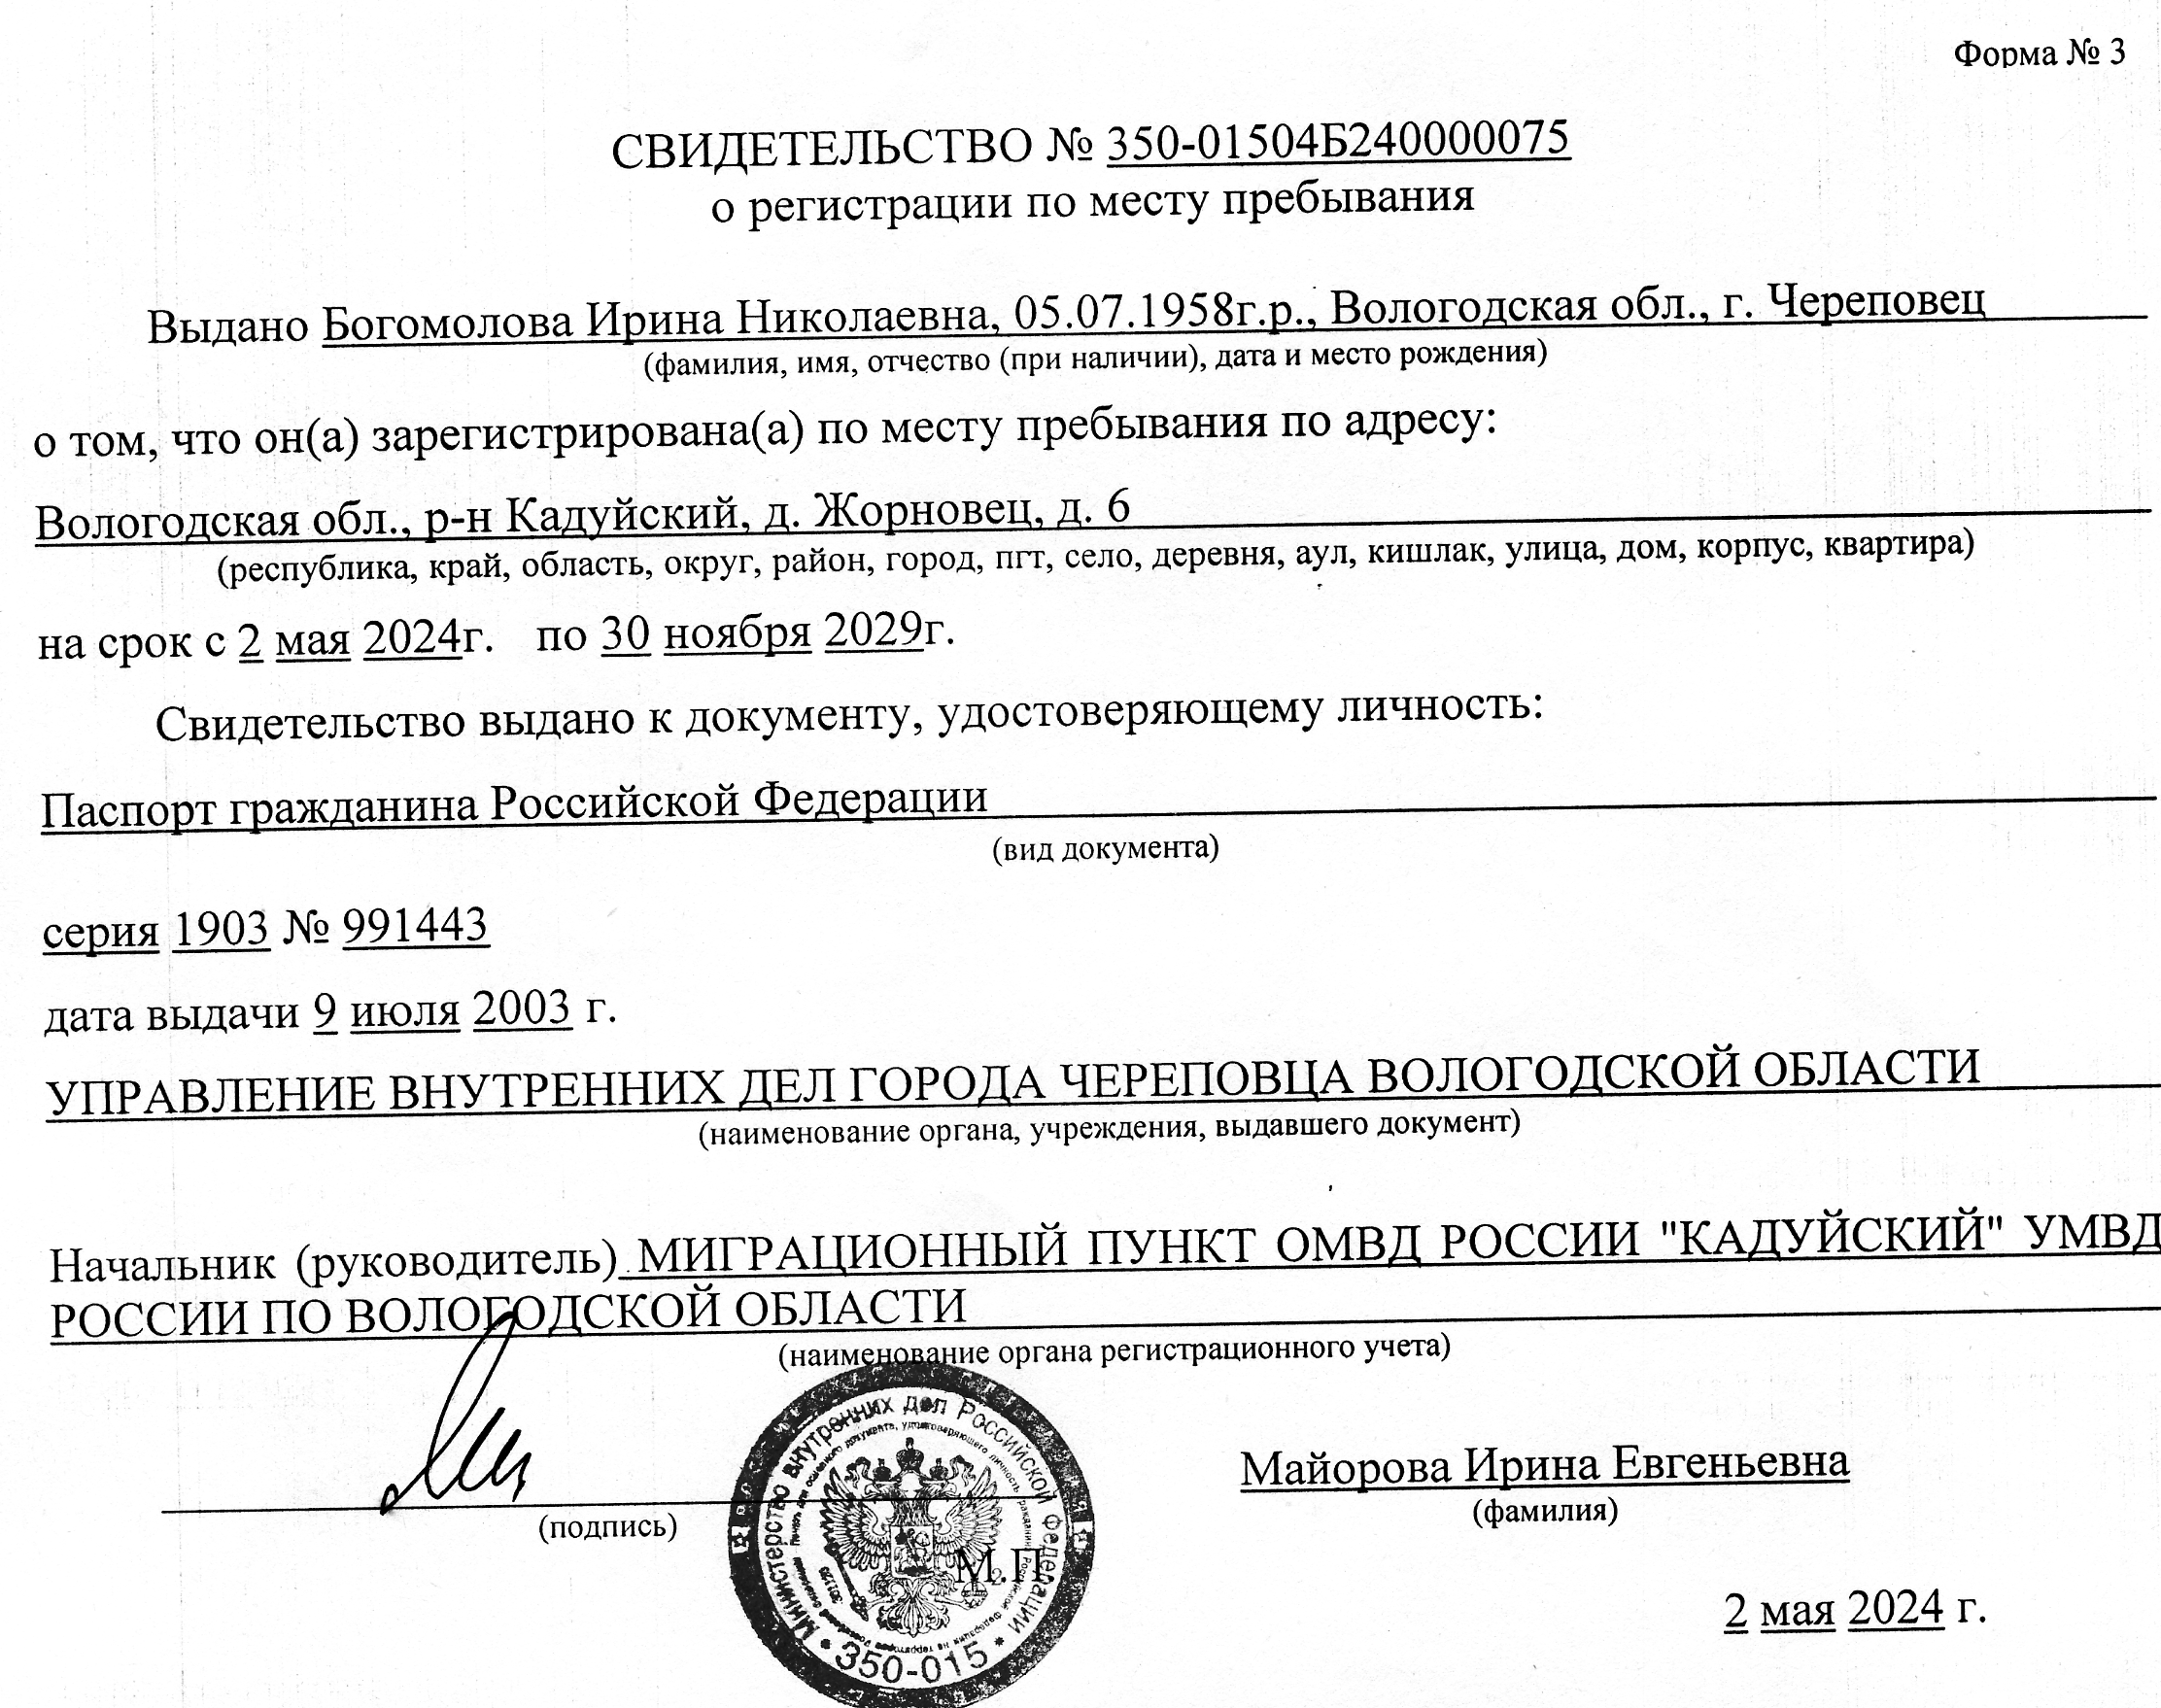 Форма № 3
СВИДЕТЕЛЬСТВО № 350-01504Б240000075
о регистрации по месту пребывания
Выдано Богомолова Ирина Николаевна, 05.07.1958г.р., Вологодская обл., г. Череповец
(фамилия, имя, отчество (при наличии), дата и место рождения)
о том, что он(а) зарегистрирована(а) по месту пребывания по адресу:
Вологодская обл., р-н Кадуйский, д. Жорновец, д. 6
(республика, край, область, округ, район, город, пгт, село, деревня, аул, кишлак, улица, дом, корпус, квартира)
на срок с 2 мая 2024г. по 30 ноября 2029г.
Свидетельство выдано к документу, удостоверяющему личность:
Паспорт гражданина Российской Федерации
(вид документа)
серия 1903 № 991443
дата выдачи 9 июля 2003 г.
УПРАВЛЕНИЕ ВНУТРЕННИХ ДЕЛ ГОРОДА ЧЕРЕПОВЦА ВОЛОГОДСКОЙ ОБЛАСТИ
(наименование органа, учреждения, выдавшего документ)
Начальник (руководитель) МИГРАЦИОННЫЙ ПУНКТ ОМВД РОССИИ "КАДУЙСКИЙ" УМВД
РОССИИ ПО ВОЛОГОДСКОЙ ОБЛАСТИ
(наименование органа регистрационного учета)
Министерство внутренних дел Российской Федерации
350-015
М.П.
(подпись)
Майорова Ирина Евгеньевна
(фамилия)
2 мая 2024 г.